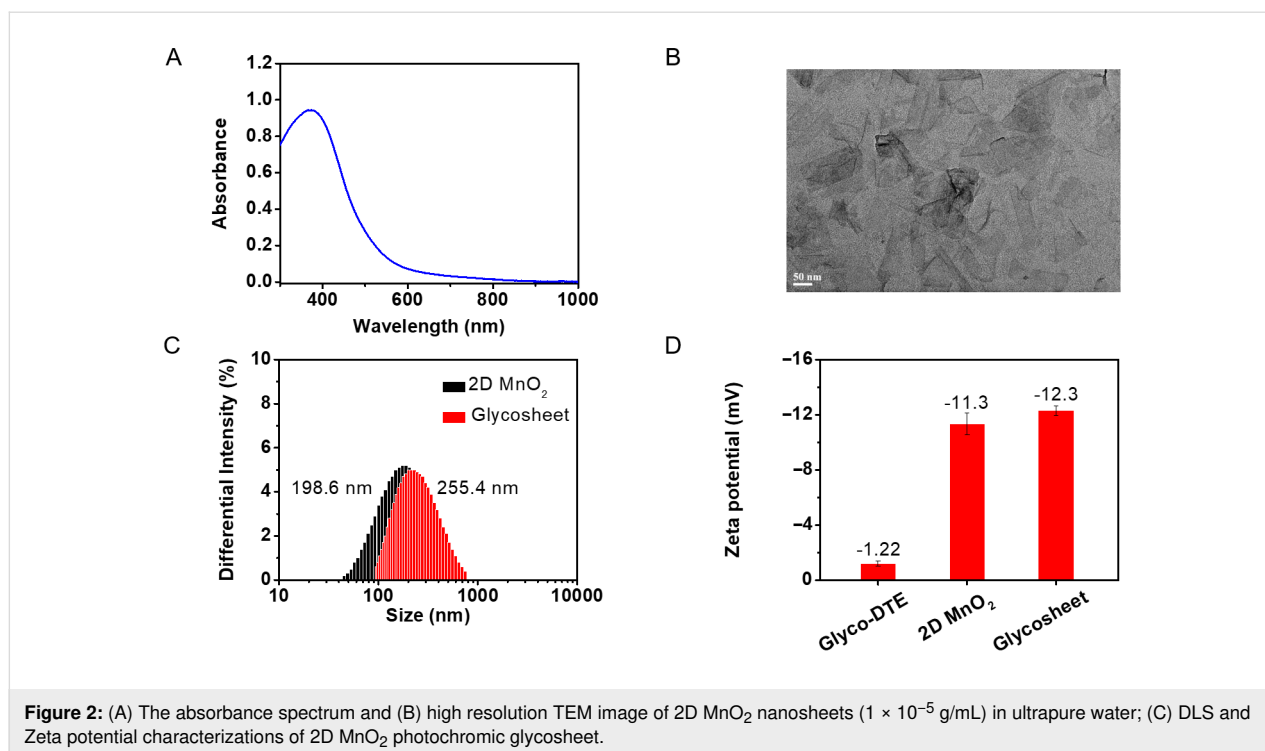 A
1.2
1.0
0.8
0.6
0.4
0.2
0.0
Absorbance
400 600 800 1000
Wavelength (nm)
B
50 nm
C
10
8
6
4
2
0
Differential Intensity (%)
2D MnO₂
Glycosheet
198.6 nm 255.4 nm
10 100 1000 10000
Size (nm)
D
−16
−12
−8
−4
0
Zeta potential (mV)
-1.22
-11.3
-12.3
Glyco-DTE 2D MnO₂ Glycosheet
Figure 2: (A) The absorbance spectrum and (B) high resolution TEM image of 2D MnO₂ nanosheets (1 × 10⁻⁵ g/mL) in ultrapure water; (C) DLS and
Zeta potential characterizations of 2D MnO₂ photochromic glycosheet.